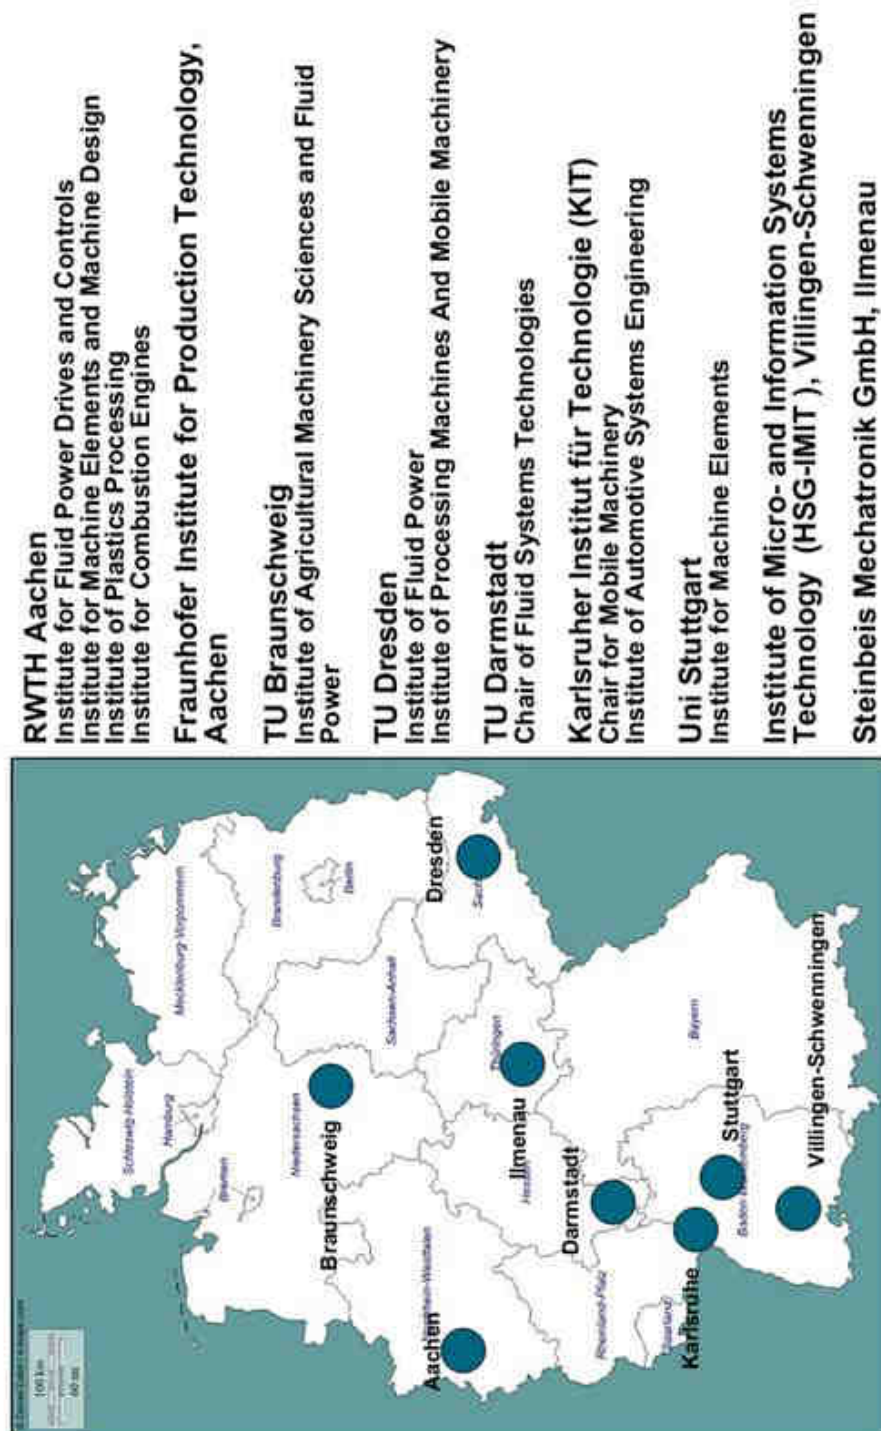 100 km
60 mi
Schleswig-Holstein
Mecklenburg-Vorpommern
Hamburg
Bremen
Niedersachsen
Brandenburg
Berlin
Sachsen-Anhalt
Braunschweig
Nordrhein-Westfalen
Aachen
Dresden
Sach
Thüringen
Ilmenau
Hessen
Darmstadt
Rheinland-Pfalz
Saarland
Karlsruhe
Bayern
Stuttgart
Baden
Villingen-Schwenningen
RWTH Aachen
Institute for Fluid Power Drives and Controls
Institute for Machine Elements and Machine Design
Institute of Plastics Processing
Institute for Combustion Engines
Fraunhofer Institute for Production Technology,
Aachen
TU Braunschweig
Institute of Agricultural Machinery Sciences and Fluid
Power
TU Dresden
Institute of Fluid Power
Institute of Processing Machines And Mobile Machinery
TU Darmstadt
Chair of Fluid Systems Technologies
Karlsruher Institut für Technologie (KIT)
Chair for Mobile Machinery
Institute of Automotive Systems Engineering
Uni Stuttgart
Institute for Machine Elements
Institute of Micro- and Information Systems
Technology (HSG-IMIT ), Villingen-Schwenningen
Steinbeis Mechatronik GmbH, Ilmenau